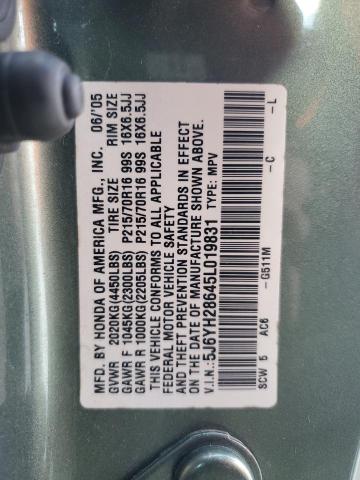 MFD. BY HONDA OF AMERICA MFG., INC. 06/'05
GVWR 2020KG(4450LBS) TIRE SIZE RIM SIZE
GAWR F 1045KG(2300LBS) P215/70R16 99S 16X6.5JJ
GAWR R 1000KG(2205LBS) P215/70R16 99S 16X6.5JJ
THIS VEHICLE CONFORMS TO ALL APPLICABLE
FEDERAL MOTOR VEHICLE SAFETY
AND THEFT PREVENTION STANDARDS IN EFFECT
ON THE DATE OF MANUFACTURE SHOWN ABOVE.
V.I.N.: 5J6YH28645L019831 TYPE: MPV
SCW 5 AC6 -G511M -C -L